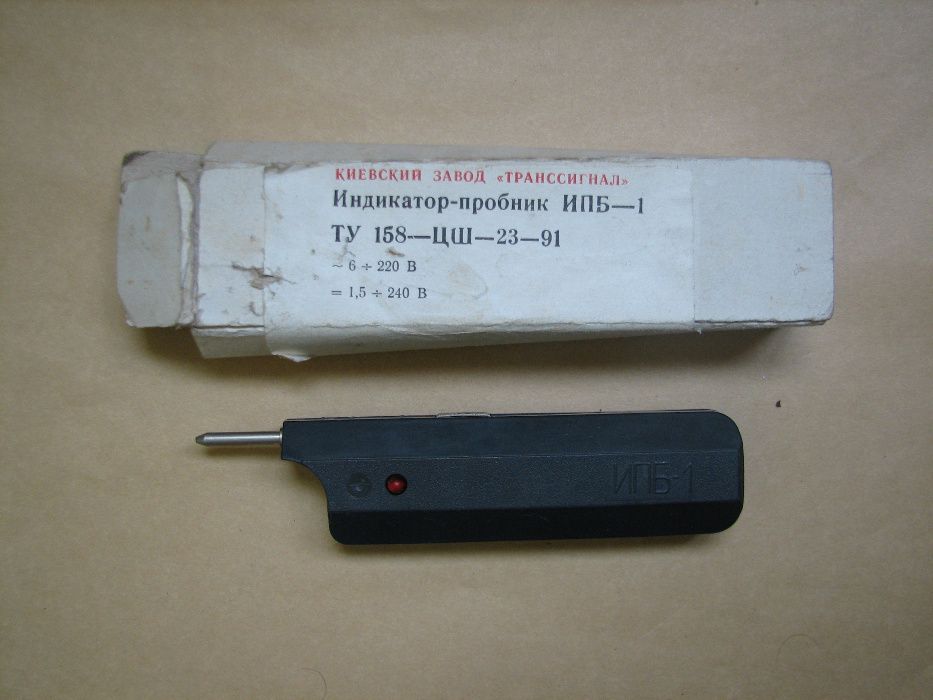 КИЕВСКИЙ ЗАВОД «ТРАНССИГНАЛ»
Индикатор-пробник ИПБ—1
ТУ 158—ЦШ—23—91
~ 6 ÷ 220 В
= 1,5 ÷ 240 В
ИПБ-1